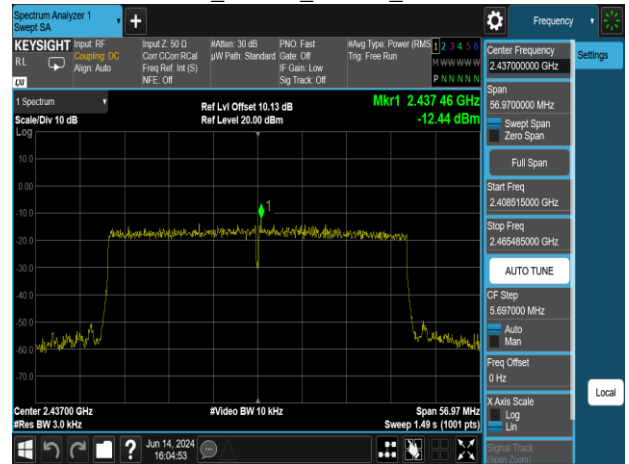 Spectrum Analyzer 1
Swept SA
Frequency
KEYSIGHT
RL
LXI
Input: RF
Coupling: DC
Align: Auto
Input Z: 50 Ω
Corr CCorr RCal
Freq Ref: Int (S)
NFE: Off
#Atten: 30 dB
µW Path: Standard
PNO: Fast
Gate: Off
IF Gain: Low
Sig Track: Off
#Avg Type: Power (RMS
Trig: Free Run
1 2 3 4 5 6
M W W W W W
P N N N N N
1 Spectrum
Scale/Div 10 dB
Log
Ref Lvl Offset 10.13 dB
Ref Level 20.00 dBm
Mkr1 2.437 46 GHz
-12.44 dBm
10.0
0.00
-10.0
-20.0
-30.0
-40.0
-50.0
-60.0
-70.0
1
Center 2.43700 GHz
#Res BW 3.0 kHz
#Video BW 10 kHz
Span 56.97 MHz
Sweep 1.49 s (1001 pts)
Center Frequency
2.437000000 GHz
Span
56.9700000 MHz
Swept Span
Zero Span
Full Span
Start Freq
2.408515000 GHz
Stop Freq
2.465485000 GHz
AUTO TUNE
CF Step
5.697000 MHz
Auto
Man
Freq Offset
0 Hz
X Axis Scale
Log
Lin
Signal Track
(Span Zoom)
Settings
Local
?
Jun 14, 2024
16:04:53